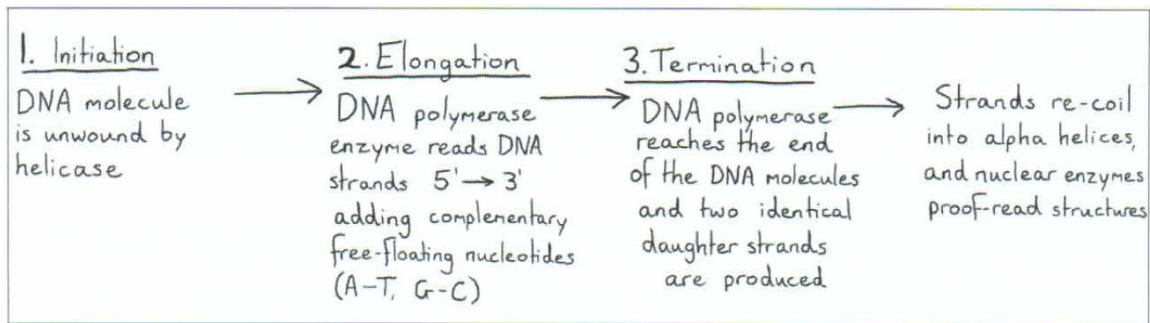 1. Initiation
DNA molecule
is unwound by
helicase
2. Elongation
DNA polymerase
enzyme reads DNA
strands 5' → 3'
adding complementary
free-floating nucleotides
(A-T, G-C)
3. Termination
DNA polymerase
reaches the end
of the DNA molecules
and two identical
daughter strands
are produced
Strands re-coil
into alpha helices,
and nuclear enzymes
proof-read structures